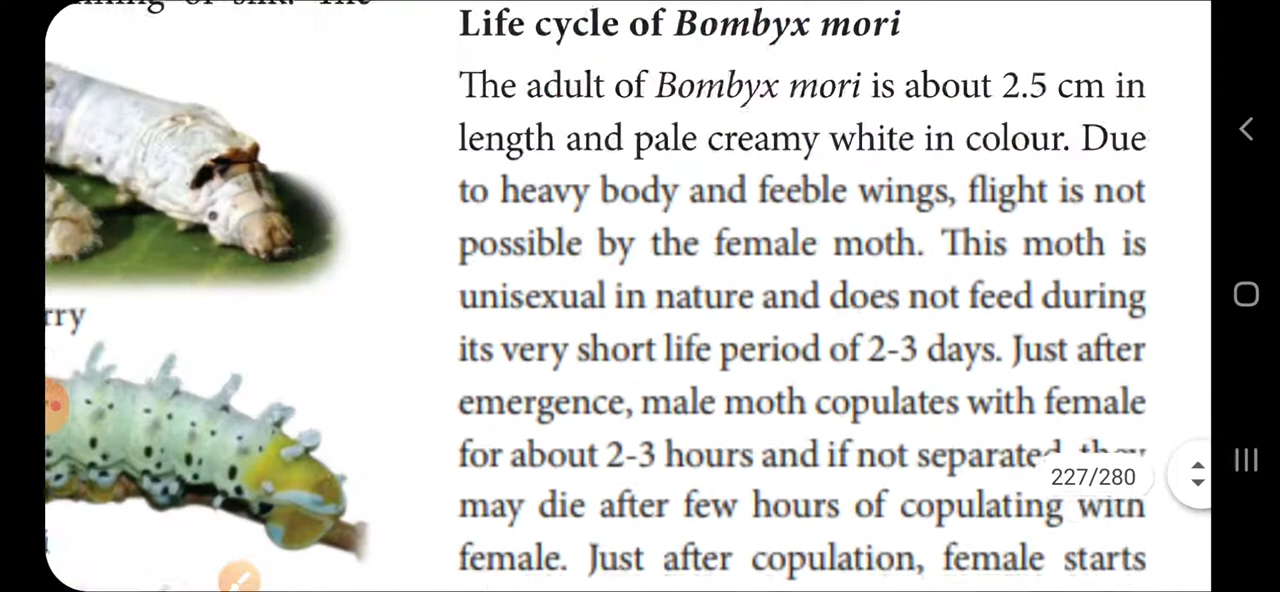 Life cycle of Bombyx mori
The adult of Bombyx mori is about 2.5 cm in
length and pale creamy white in colour. Due
to heavy body and feeble wings, flight is not
possible by the female moth. This moth is
unisexual in nature and does not feed during
its very short life period of 2-3 days. Just after
emergence, male moth copulates with female
for about 2-3 hours and if not separated, they
may die after few hours of copulating with
female. Just after copulation, female starts
227/280
rry